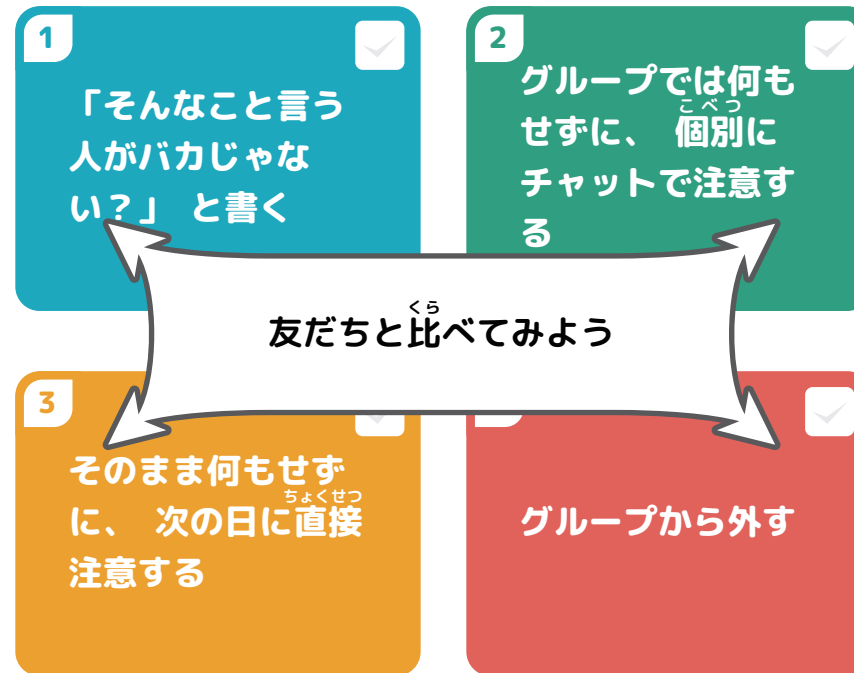 1
「そんなこと言う
人がバカじゃな
い？」 と書く
2
グループでは何も
こべつ
せずに、 個別に
チャットで注意す
る
くら
友だちと比べてみよう
3
そのまま何もせず
ちょくせつ
に、 次の日に直接
注意する
グループから外す